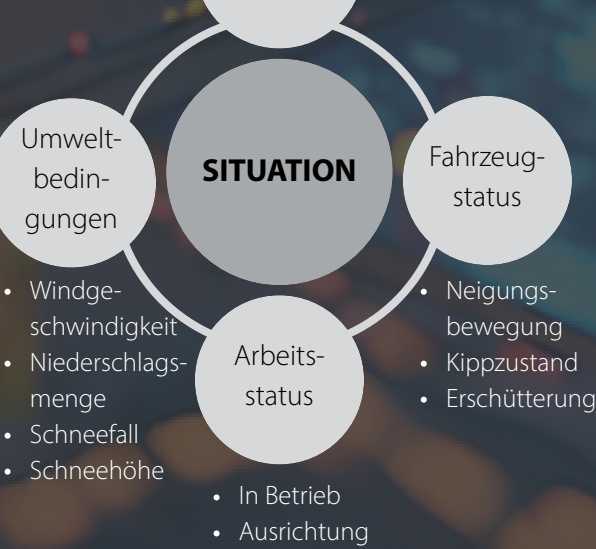 SITUATION
Umwelt-
bedin-
gungen
• Windge-
schwindigkeit
• Niederschlags-
menge
• Schneefall
• Schneehöhe
Arbeits-
status
• In Betrieb
• Ausrichtung
Fahrzeug-
status
• Neigungs-
bewegung
• Kippzustand
• Erschütterung